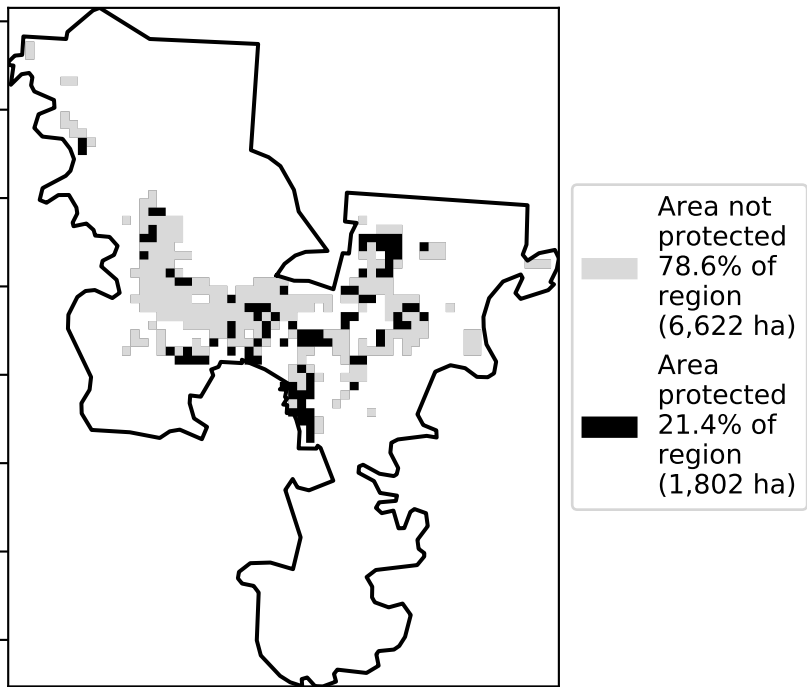 Area not
protected
78.6% of
region
(6,622 ha)
Area
protected
21.4% of
region
(1,802 ha)